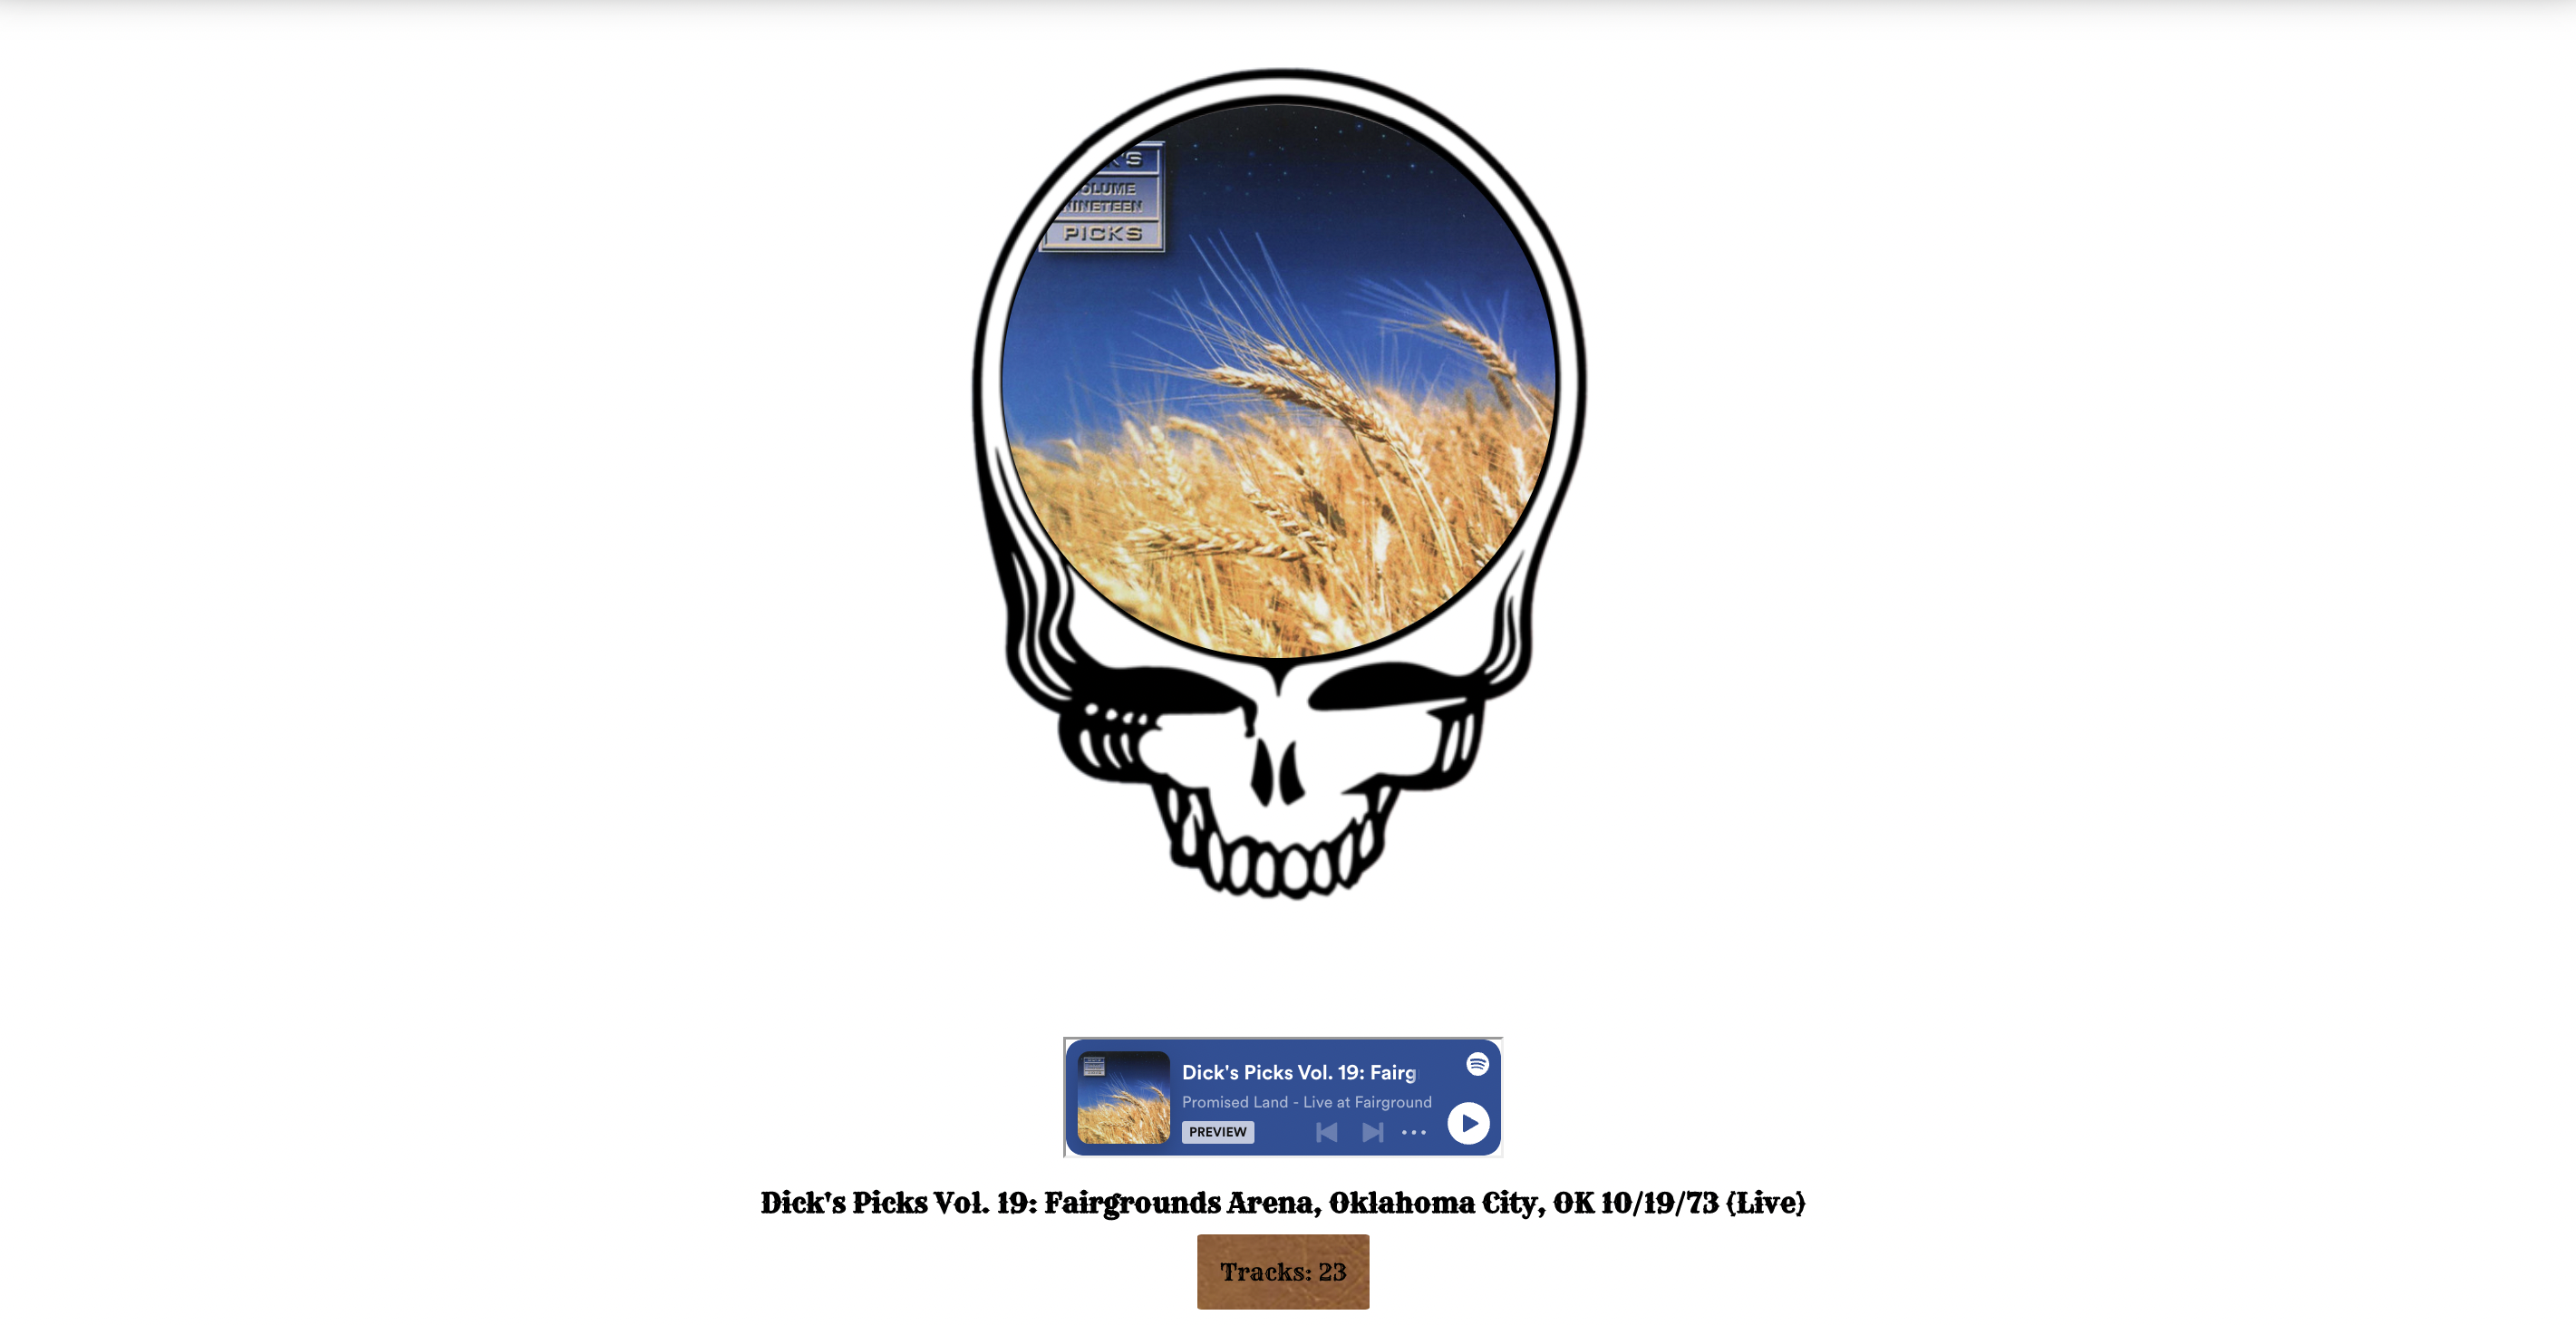 K'S
OLUME
NINETEEN
PICKS
Dick's Picks Vol. 19: Fairg
Promised Land - Live at Fairground
PREVIEW
Dick's Picks Vol. 19: Fairgrounds Arena, Oklahoma City, OK 10/19/73 {Live}
Tracks: 23